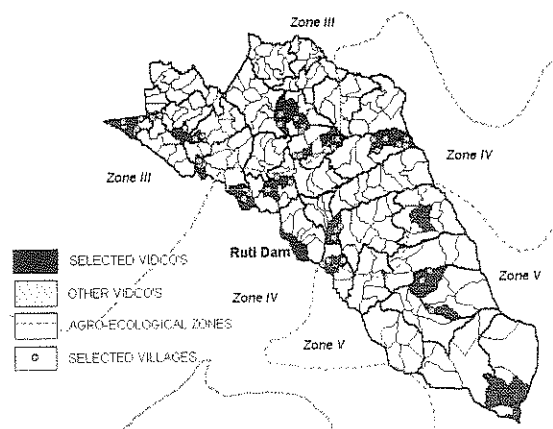 Zone III
Zone III
Zone IV
Ruti Dam
Zone V
Zone IV
Zone V
SELECTED VIDCO'S
OTHER VIDCO'S
AGRO-ECOLOGICAL ZONES
SELECTED VILLAGES